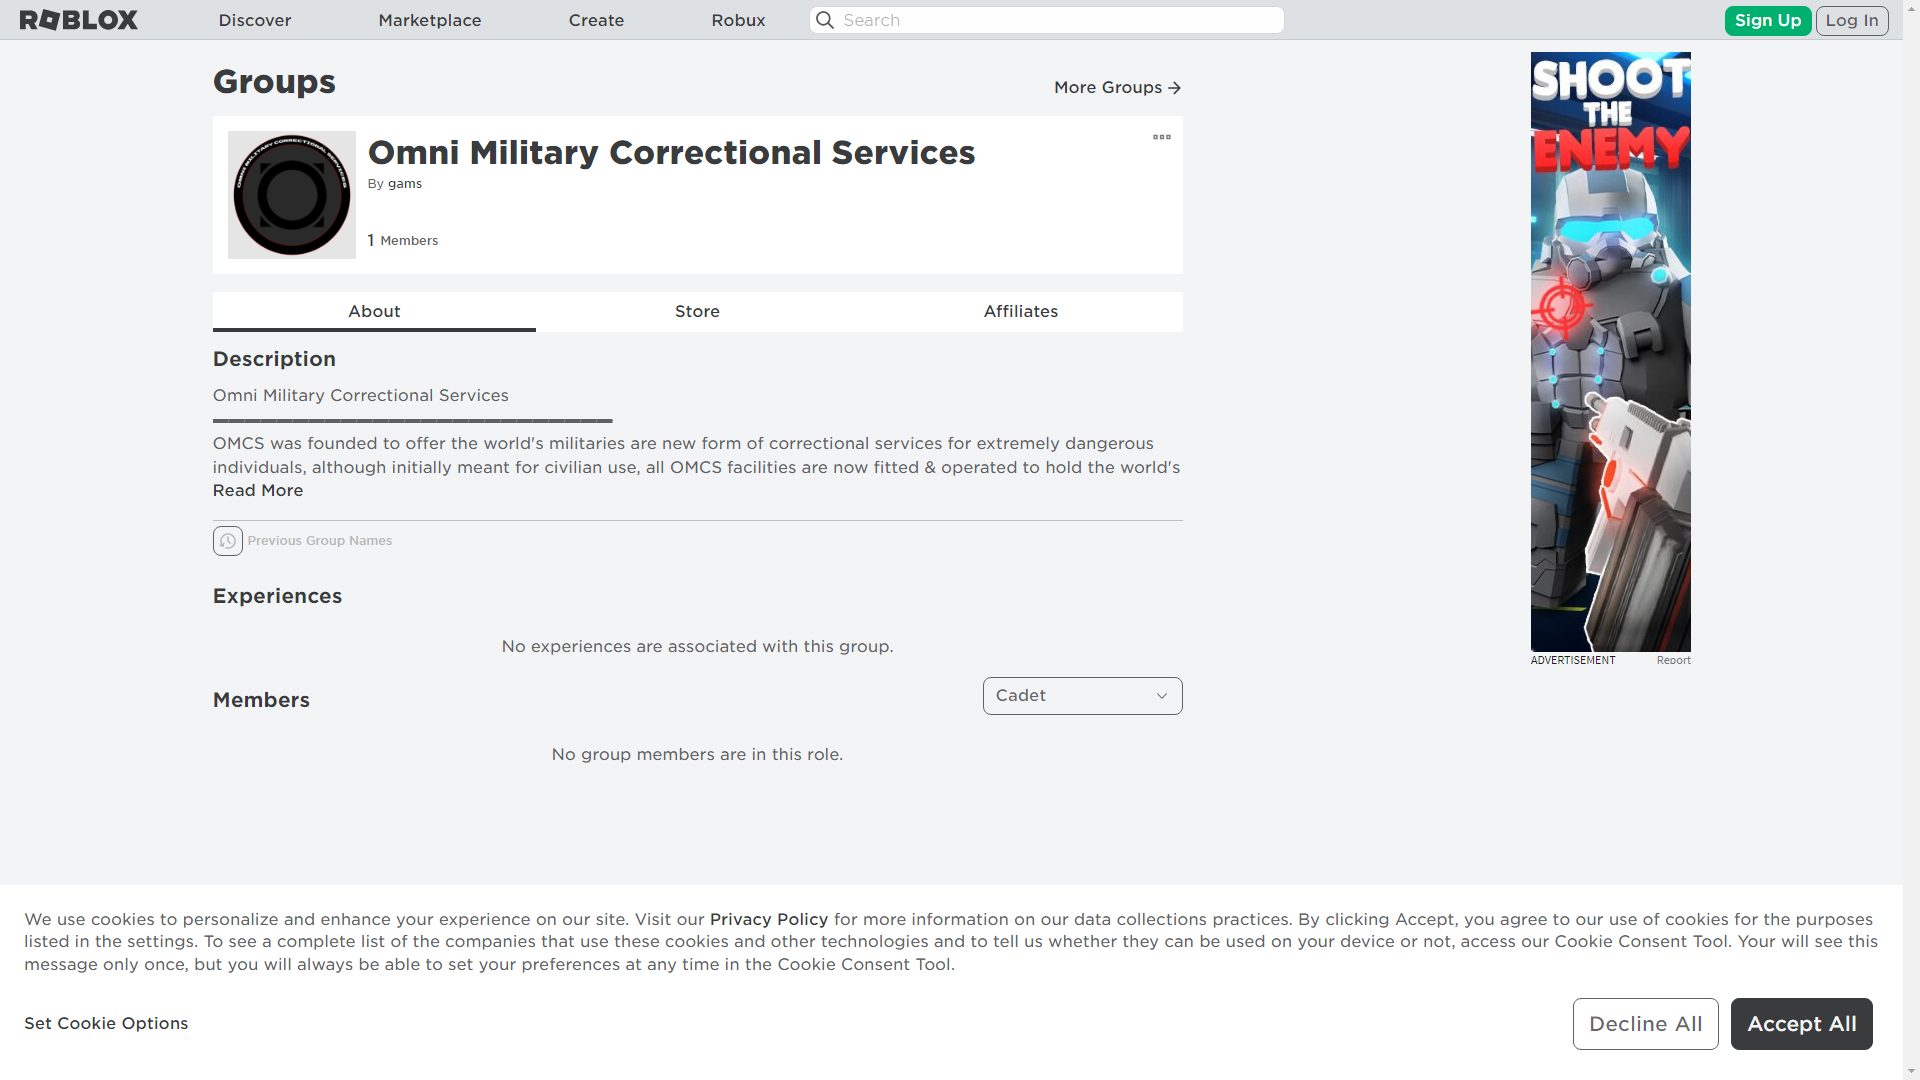 ROBLOX Discover Marketplace Create Robux Search Sign Up Log In
Groups
More Groups
OMNI MILITARY CORRECTIONAL SERVICES
Omni Military Correctional Services
By gams
1 Members
About Store Affiliates
Description
Omni Military Correctional Services
OMCS was founded to offer the world's militaries are new form of correctional services for extremely dangerous
individuals, although initially meant for civilian use, all OMCS facilities are now fitted & operated to hold the world's
Read More
Previous Group Names
Experiences
No experiences are associated with this group.
Members
Cadet
No group members are in this role.
SHOOT
THE
ENEMY
ADVERTISEMENT Report
We use cookies to personalize and enhance your experience on our site. Visit our Privacy Policy for more information on our data collections practices. By clicking Accept, you agree to our use of cookies for the purposes
listed in the settings. To see a complete list of the companies that use these cookies and other technologies and to tell us whether they can be used on your device or not, access our Cookie Consent Tool. Your will see this
message only once, but you will always be able to set your preferences at any time in the Cookie Consent Tool.
Set Cookie Options
Decline All
Accept All